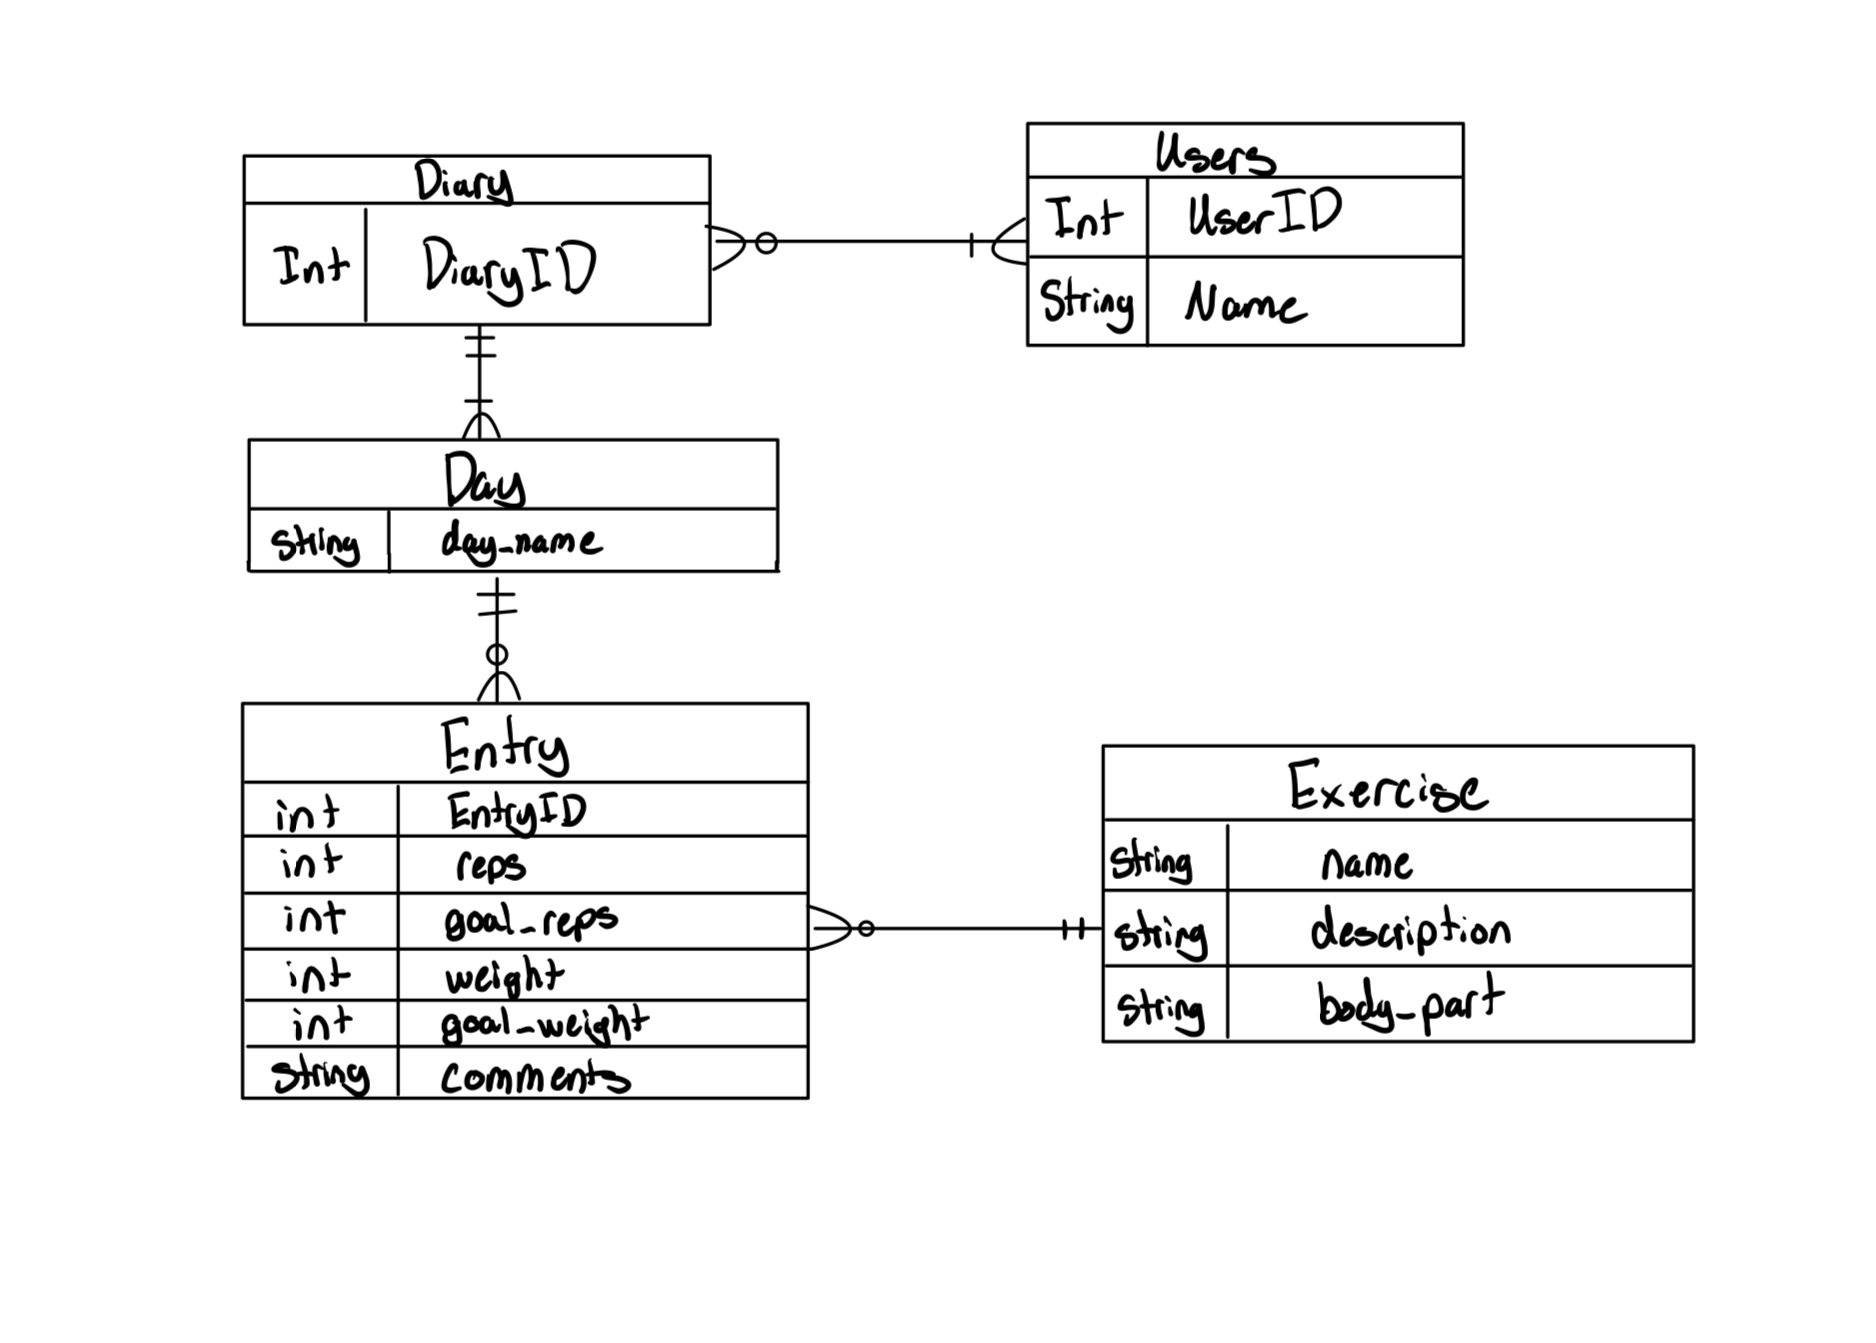 Diary
Int DiaryID
Users
Int UserID
String Name
Day
string day_name
Entry
int EntryID
int reps
int goal_reps
int weight
int goal_weight
string comments
Exercise
string name
string description
string body_part